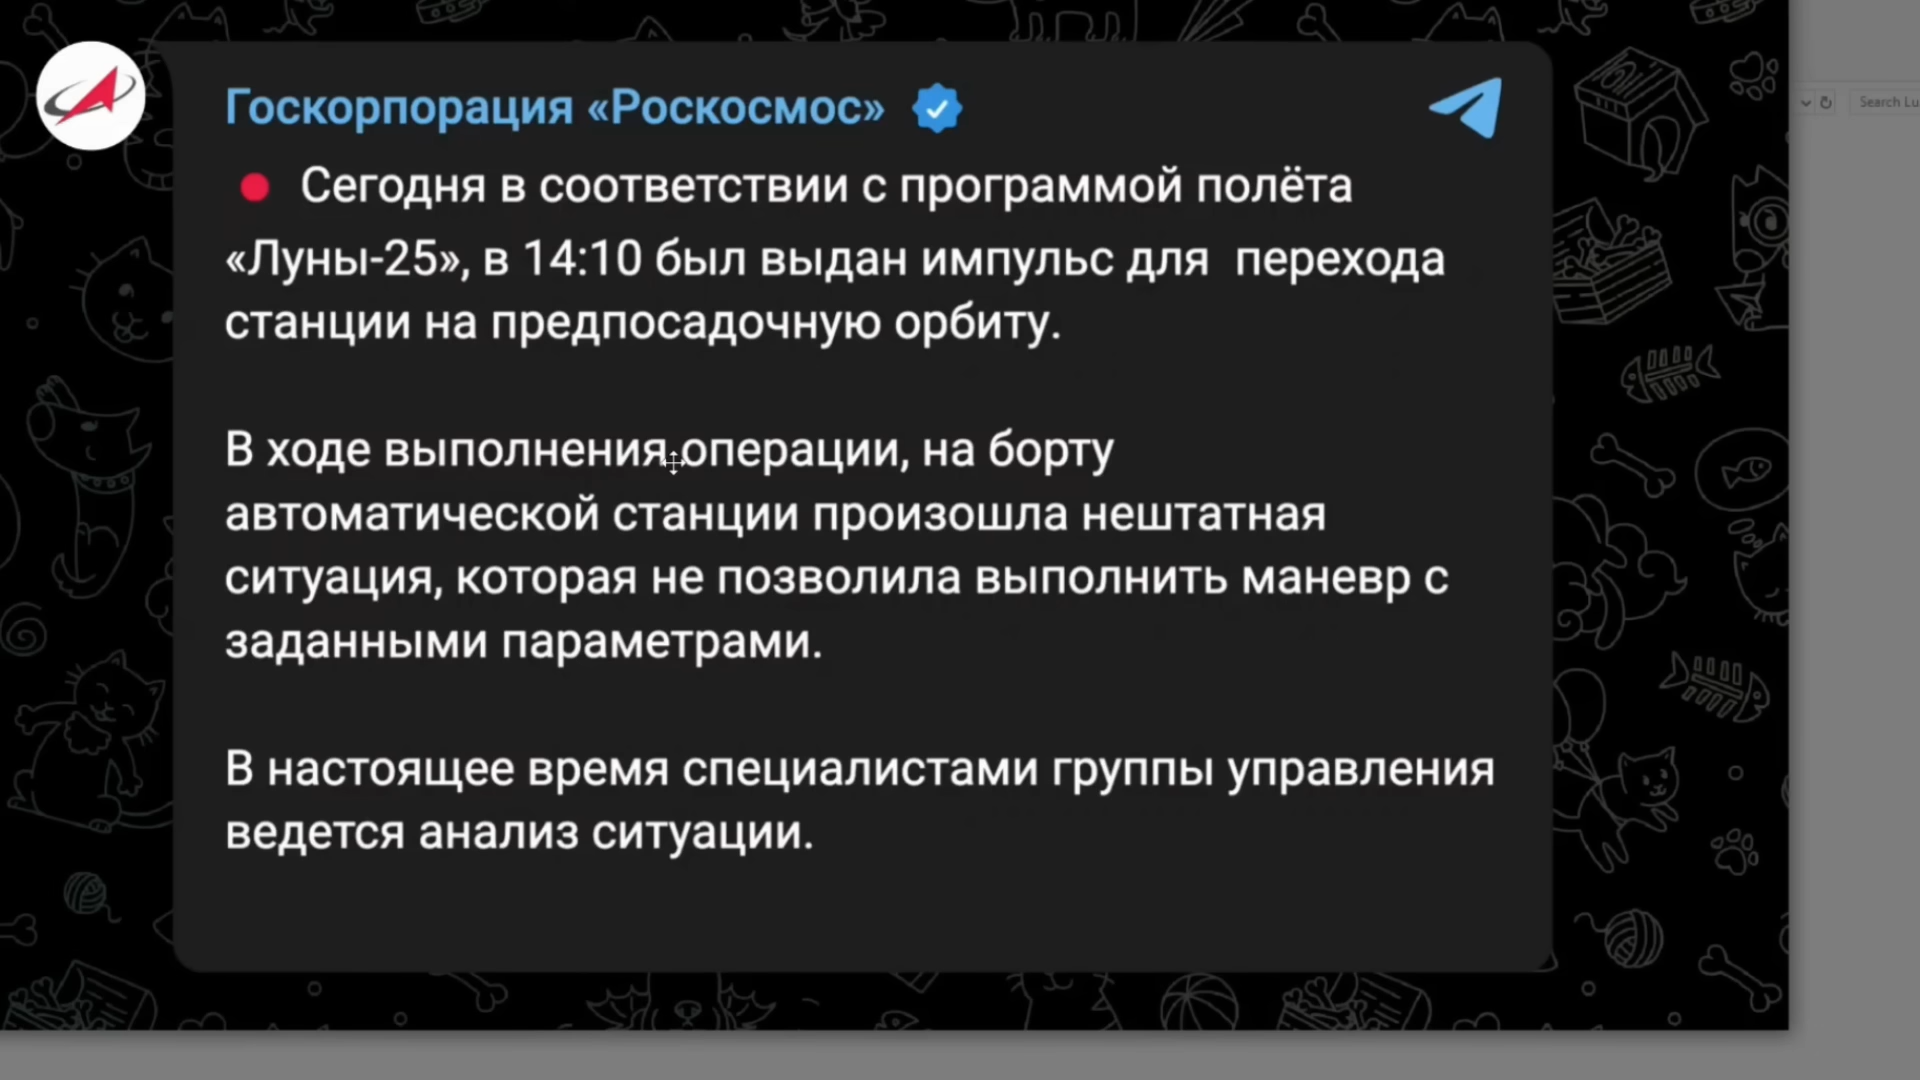 Госкорпорация «Роскосмос»
Сегодня в соответствии с программой полёта
«Луны-25», в 14:10 был выдан импульс для перехода
станции на предпосадочную орбиту.
В ходе выполнения операции, на борту
автоматической станции произошла нештатная
ситуация, которая не позволила выполнить маневр с
заданными параметрами.
В настоящее время специалистами группы управления
ведется анализ ситуации.
Search Lu